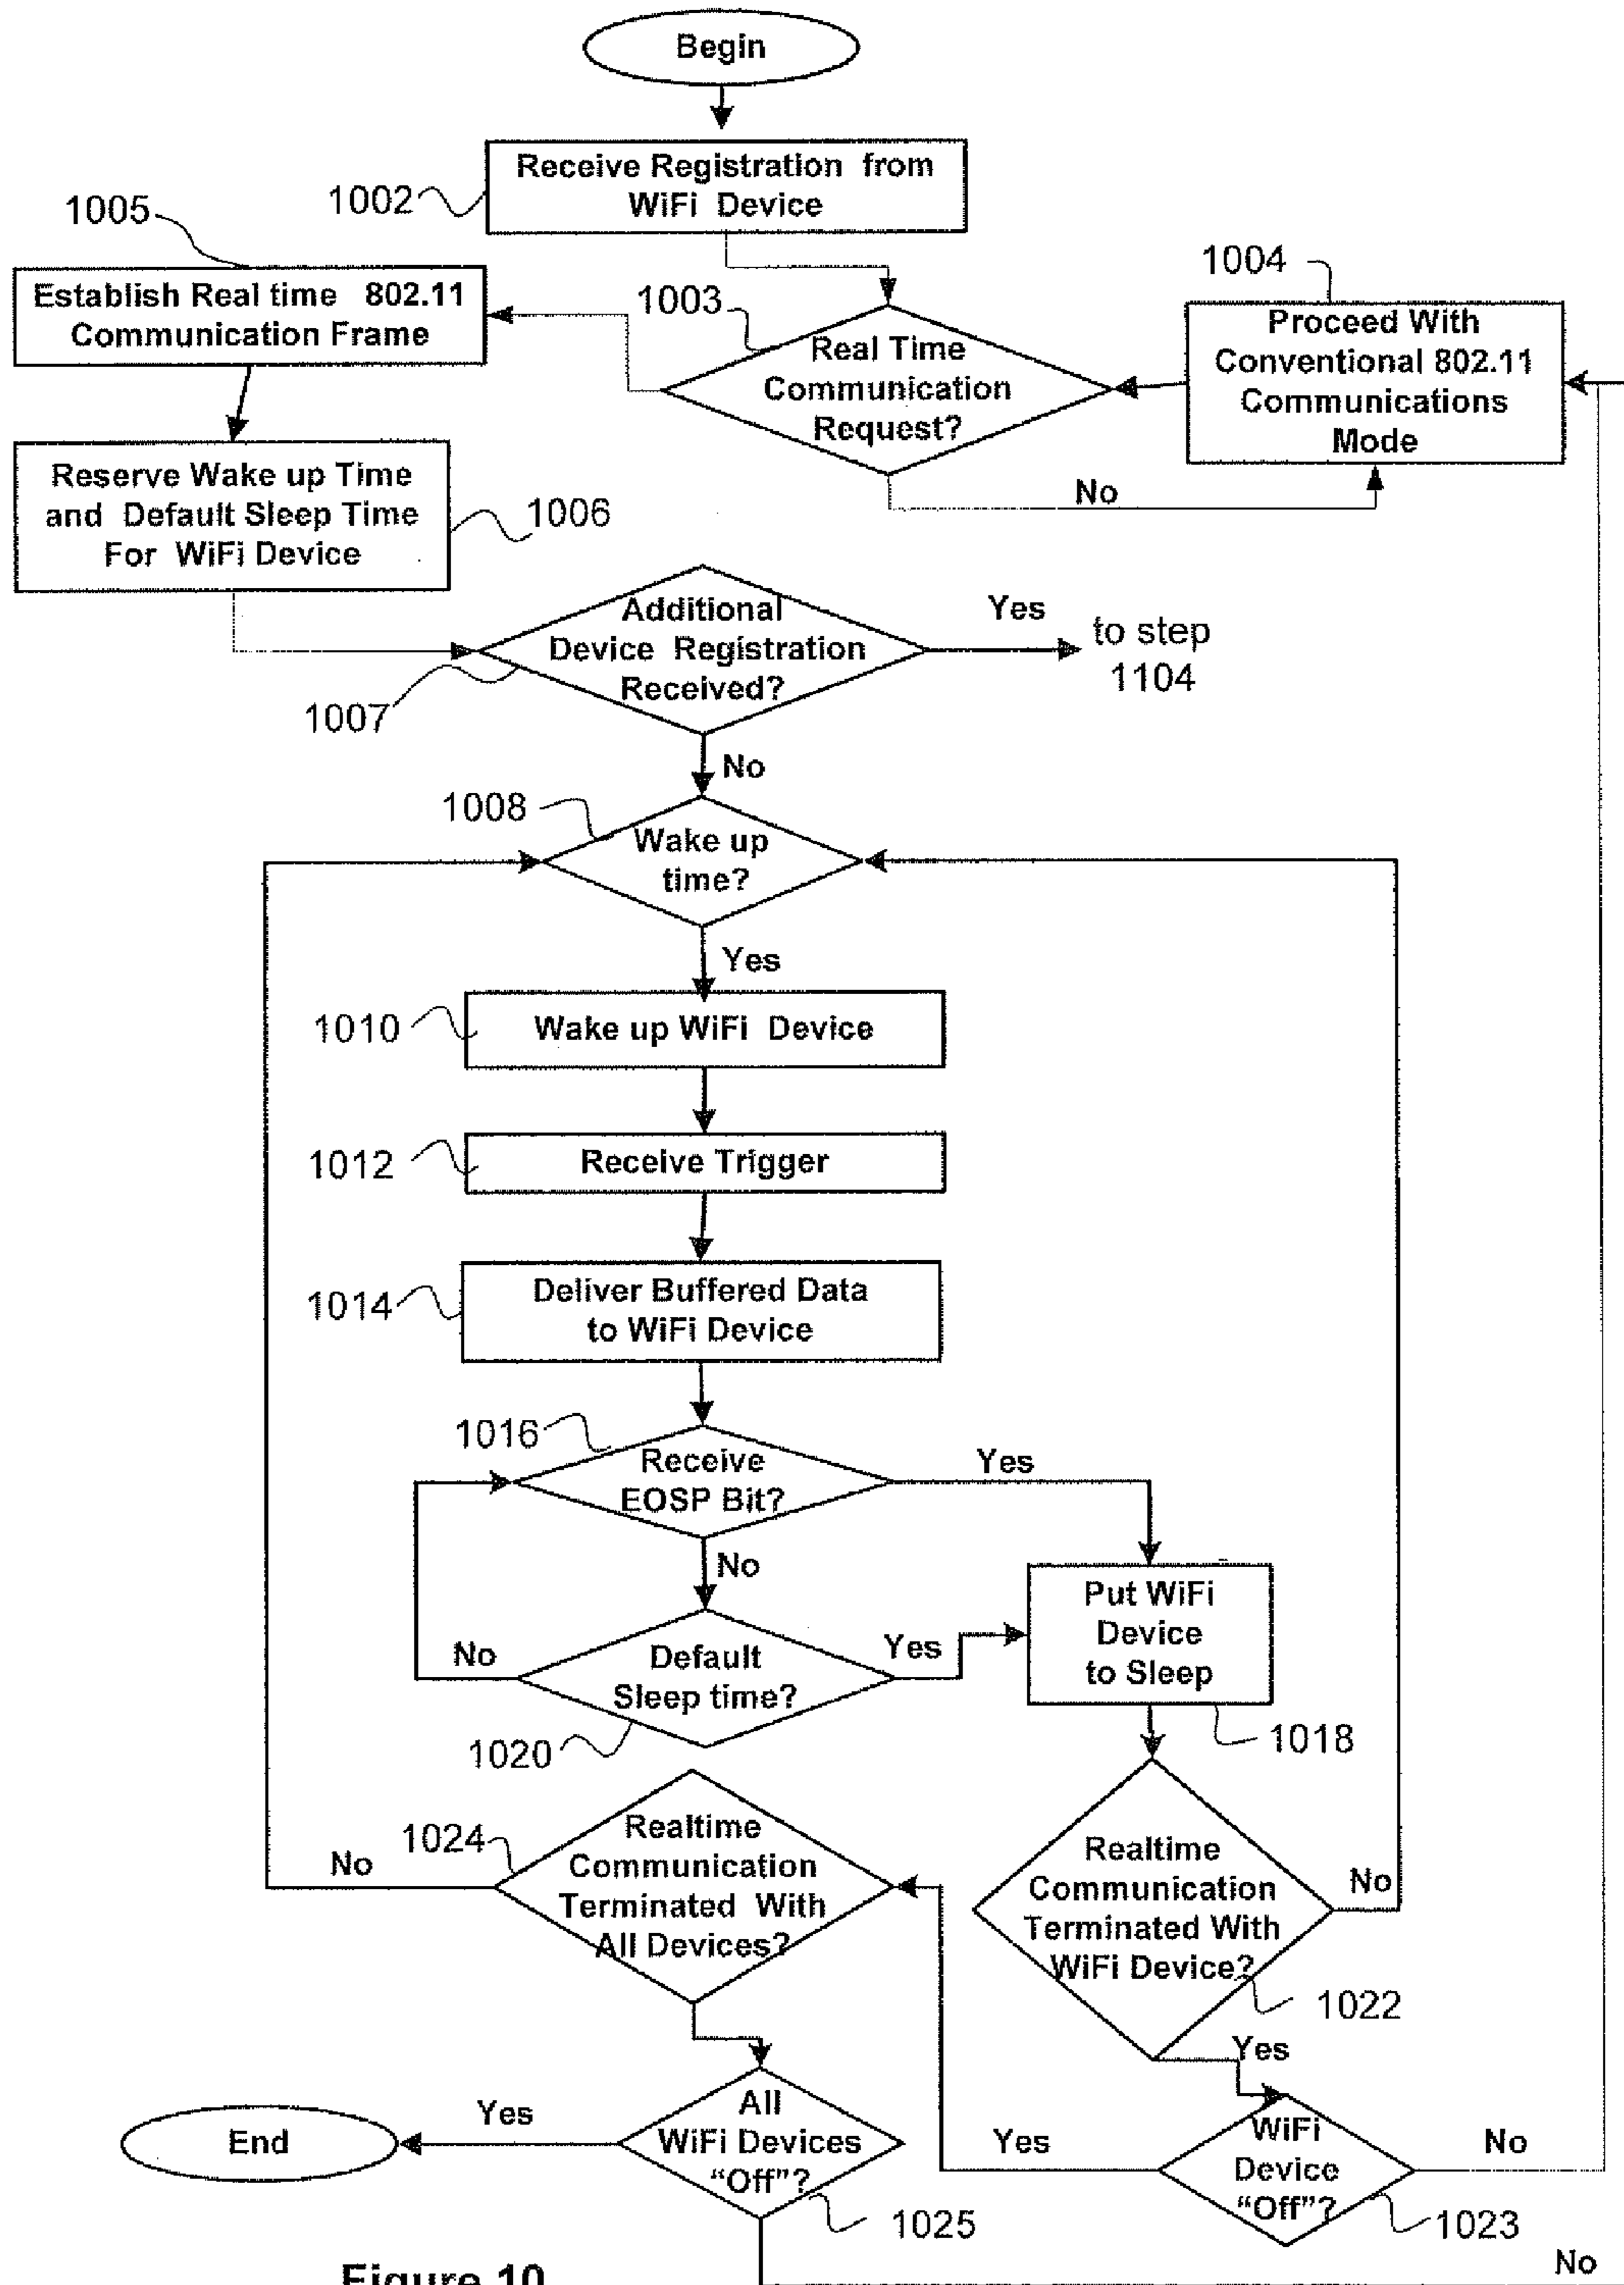 Begin
Receive Registration from
WiFi Device
1002
1005
Establish Real time 802.11
Communication Frame
1003
Real Time
Communication
Request?
1004
Proceed With
Conventional 802.11
Communications
Mode
No
Reserve Wake up Time
and Default Sleep Time
For WiFi Device
1006
Additional
Device Registration
Received?
1007
Yes
to step
1104
No
1008
Wake up
time?
Yes
1010
Wake up WiFi Device
1012
Receive Trigger
1014
Deliver Buffered Data
to WiFi Device
1016
Receive
EOSP Bit?
Yes
No
Default
Sleep time?
No
Yes
1020
Put WiFi
Device
to Sleep
1018
1024
Realtime
Communication
Terminated With
All Devices?
No
Realtime
Communication
Terminated With
WiFi Device?
No
1022
Yes
End
Yes
All
WiFi Devices
“Off”?
1025
Yes
WiFi
Device
“Off”?
No
1023
No
Figure 10